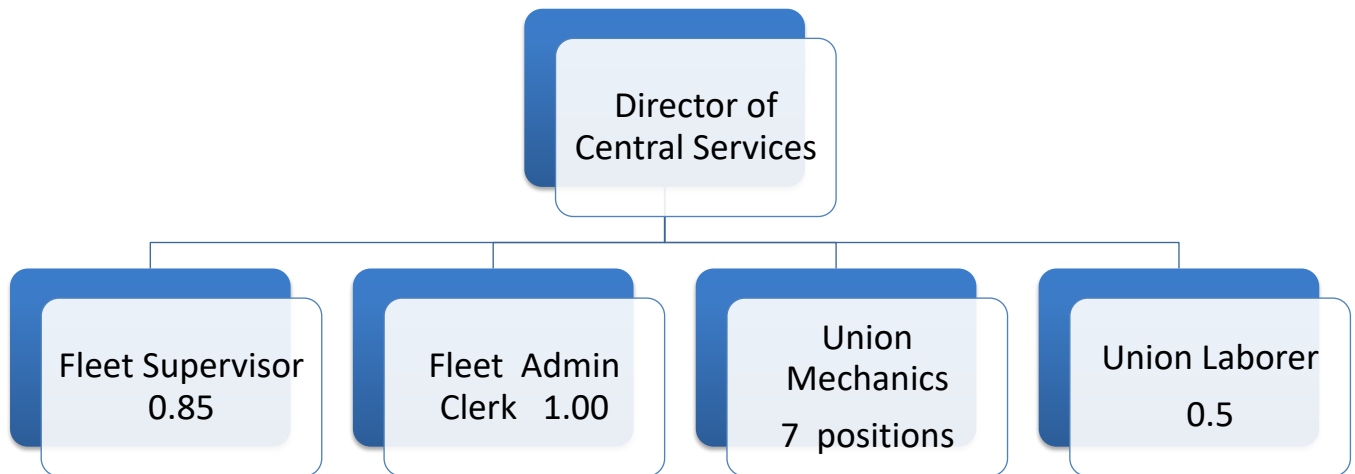 Director of
Central Services
Fleet Supervisor
0.85
Fleet Admin
Clerk 1.00
Union
Mechanics
7 positions
Union Laborer
0.5